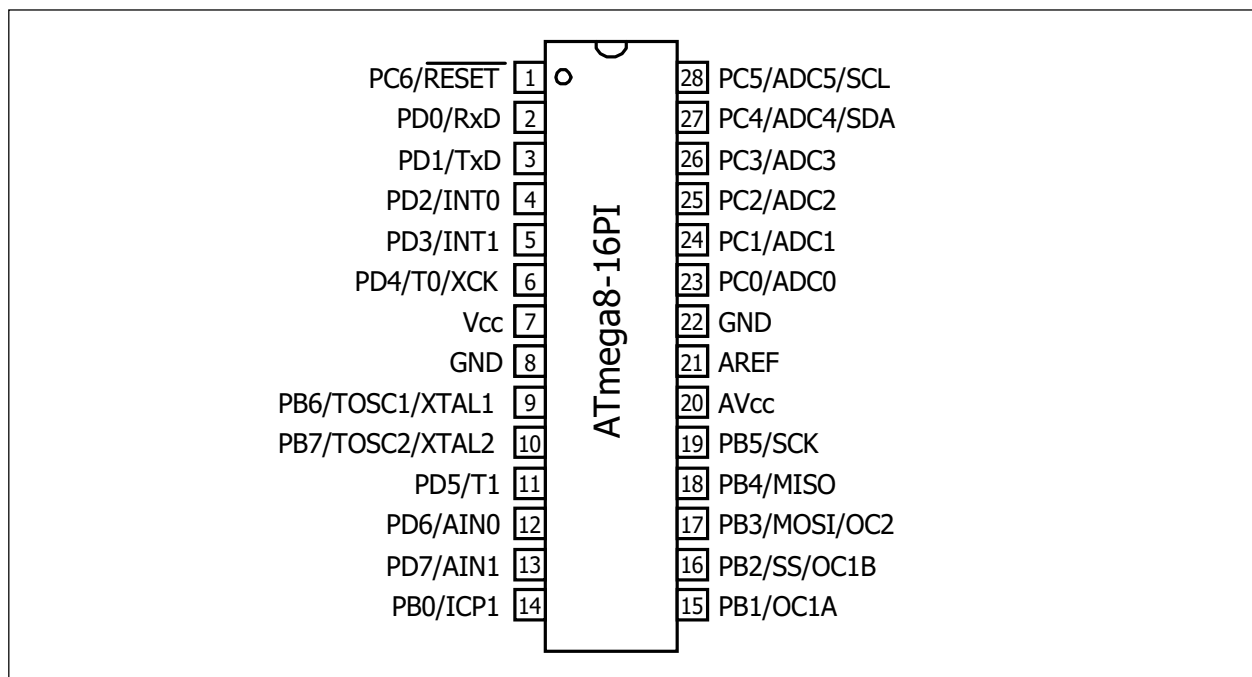 PC6/RESET 1 28 PC5/ADC5/SCL
PD0/RxD 2 27 PC4/ADC4/SDA
PD1/TxD 3 26 PC3/ADC3
PD2/INT0 4 25 PC2/ADC2
PD3/INT1 5 24 PC1/ADC1
PD4/T0/XCK 6 23 PC0/ADC0
Vcc 7 22 GND
GND 8 21 AREF
PB6/TOSC1/XTAL1 9 20 AVcc
PB7/TOSC2/XTAL2 10 19 PB5/SCK
PD5/T1 11 18 PB4/MISO
PD6/AIN0 12 17 PB3/MOSI/OC2
PD7/AIN1 13 16 PB2/SS/OC1B
PB0/ICP1 14 15 PB1/OC1A
ATmega8-16PI